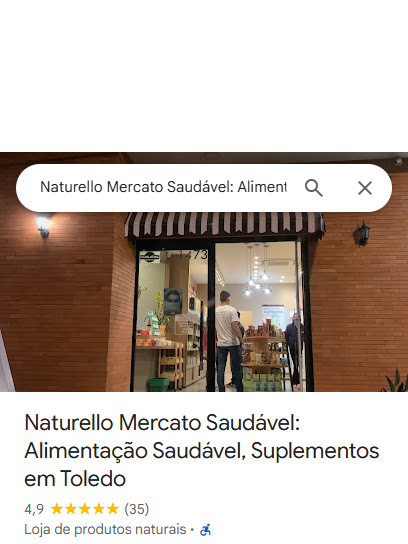 Naturello Mercato Saudável: Aliment
1473
Naturello Mercato Saudável:
Alimentação Saudável, Suplementos
em Toledo
4,9 (35)
Loja de produtos naturais